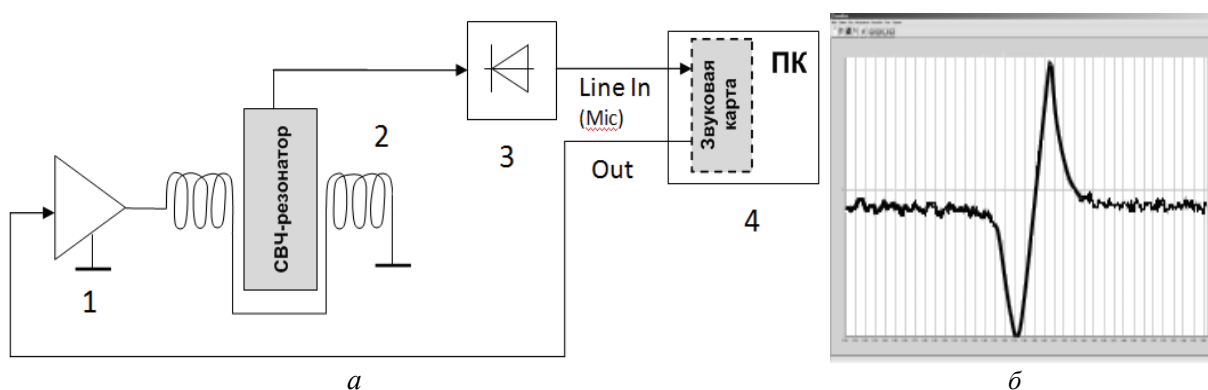 СВЧ-резонатор
2
3
Line In
(Mic)
Out
Звуковая
карта
ПК
4
1
а
б